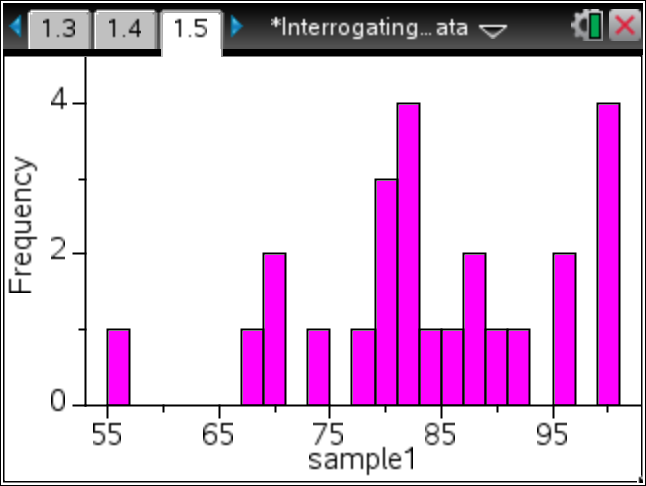 1.3 1.4 1.5 *Interrogating...ata
4
2
0
Frequency
55 65 75 85 95
sample1